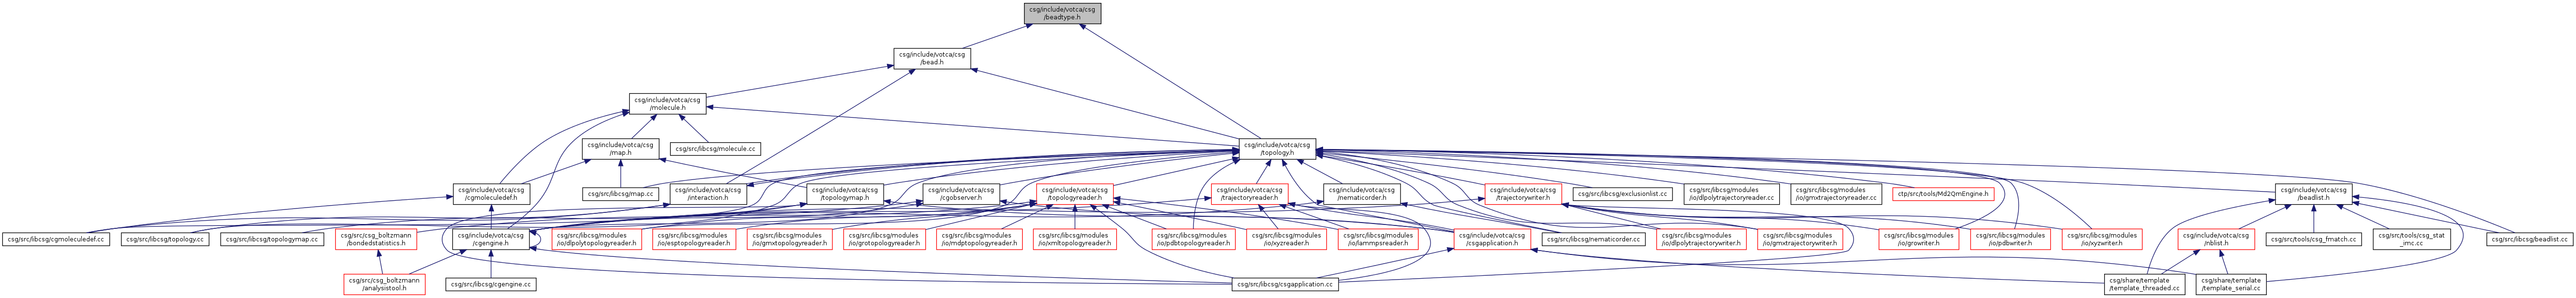 csg/include/votca/csg
/beadtype.h
csg/include/votca/csg
/bead.h
csg/include/votca/csg
/molecule.h
csg/include/votca/csg
/map.h
csg/src/libcsg/molecule.cc
csg/include/votca/csg
/topology.h
csg/include/votca/csg
/cgmoleculedef.h
csg/src/libcsg/map.cc
csg/include/votca/csg
/interaction.h
csg/include/votca/csg
/topologymap.h
csg/include/votca/csg
/cgobserver.h
csg/include/votca/csg
/topologyreader.h
csg/include/votca/csg
/trajectoryreader.h
csg/include/votca/csg
/nematicorder.h
csg/include/votca/csg
/trajectorywriter.h
csg/src/libcsg/exclusionlist.cc
csg/src/libcsg/modules
/io/dlpolytrajectoryreader.cc
csg/src/libcsg/modules
/io/gmxtrajectoryreader.cc
ctp/src/tools/Md2QmEngine.h
csg/include/votca/csg
/beadlist.h
csg/src/libcsg/cgmoleculedef.cc
csg/src/libcsg/topology.cc
csg/src/libcsg/topologymap.cc
csg/src/csg_boltzmann
/bondedstatistics.h
csg/include/votca/csg
/cgengine.h
csg/src/libcsg/modules
/io/dlpolytopologyreader.h
csg/src/libcsg/modules
/io/esptopologyreader.h
csg/src/libcsg/modules
/io/gmxtopologyreader.h
csg/src/libcsg/modules
/io/grotopologyreader.h
csg/src/libcsg/modules
/io/mdptopologyreader.h
csg/src/libcsg/modules
/io/xmltopologyreader.h
csg/src/libcsg/modules
/io/pdbtopologyreader.h
csg/src/libcsg/modules
/io/xyzreader.h
csg/src/libcsg/modules
/io/lammpsreader.h
csg/include/votca/csg
/csgapplication.h
csg/src/libcsg/nematicorder.cc
csg/src/libcsg/modules
/io/dlpolytrajectorywriter.h
csg/src/libcsg/modules
/io/gmxtrajectorywriter.h
csg/src/libcsg/modules
/io/growriter.h
csg/src/libcsg/modules
/io/pdbwriter.h
csg/src/libcsg/modules
/io/xyzwriter.h
csg/include/votca/csg
/nblist.h
csg/src/tools/csg_fmatch.cc
csg/src/tools/csg_stat
_imc.cc
csg/src/libcsg/beadlist.cc
csg/src/csg_boltzmann
/analysistool.h
csg/src/libcsg/cgengine.cc
csg/src/libcsg/csgapplication.cc
csg/share/template
/template_threaded.cc
csg/share/template
/template_serial.cc